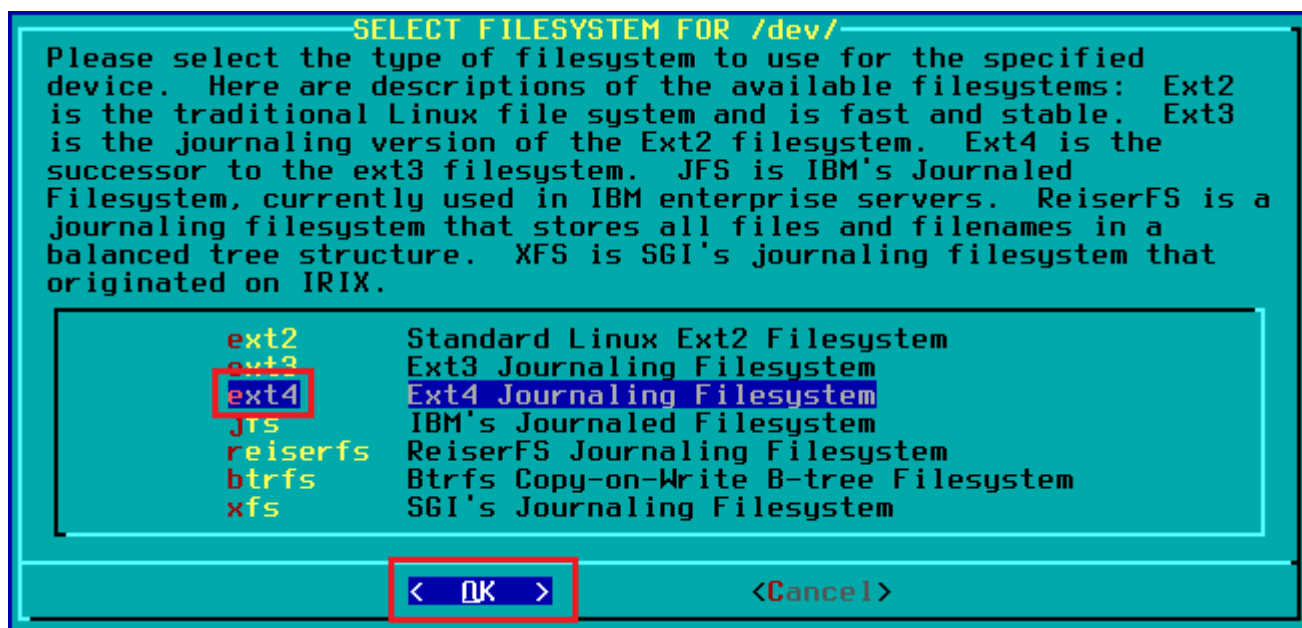 SELECT FILESYSTEM FOR /dev/
Please select the type of filesystem to use for the specified
device.  Here are descriptions of the available filesystems:  Ext2
is the traditional Linux file system and is fast and stable.  Ext3
is the journaling version of the Ext2 filesystem.  Ext4 is the
successor to the ext3 filesystem.  JFS is IBM's Journaled
Filesystem, currently used in IBM enterprise servers.  ReiserFS is a
journaling filesystem that stores all files and filenames in a
balanced tree structure.  XFS is SGI's journaling filesystem that
originated on IRIX.
ext2 Standard Linux Ext2 Filesystem
ext3 Ext3 Journaling Filesystem
ext4 Ext4 Journaling Filesystem
jfs IBM's Journaled Filesystem
reiserfs ReiserFS Journaling Filesystem
btrfs Btrfs Copy-on-Write B-tree Filesystem
xfs SGI's Journaling Filesystem
< OK > <Cancel>